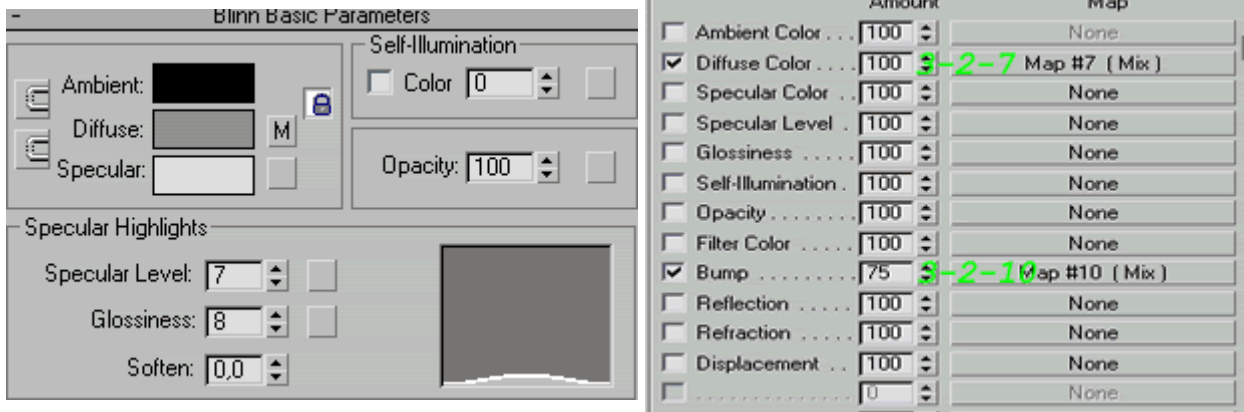 - Blinn Basic Parameters
Ambient:
Diffuse: M
Specular:
Self-Illumination
Color 0
Opacity: 100
Specular Highlights
Specular Level: 7
Glossiness: 8
Soften: 0,0
Amount Map
Ambient Color . . . 100 None
Diffuse Color . . . . 100 3-2-7 Map #7 ( Mix )
Specular Color . . 100 None
Specular Level . 100 None
Glossiness . . . . . 100 None
Self-Illumination . 100 None
Opacity . . . . . . . . 100 None
Filter Color . . . . . 100 None
Bump . . . . . . . . . 75 3-2-10 Map #10 ( Mix )
Reflection . . . . . 100 None
Refraction . . . . . 100 None
Displacement . . 100 None
. . . . . . . . . . . . . . 0 None